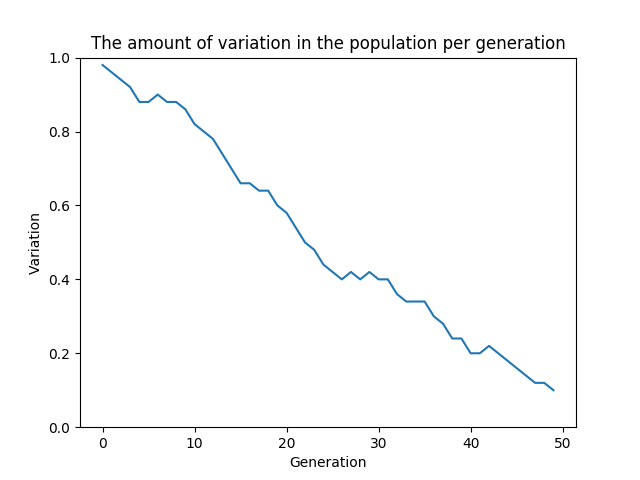 The amount of variation in the population per generation
1.0
0.8
0.6
0.4
0.2
0.0
Variation
0 10 20 30 40 50
Generation